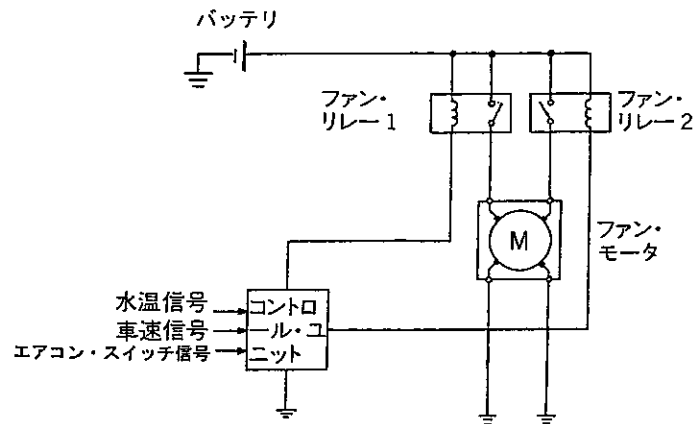 バッテリ
ファン・
リレー1
ファン・
リレー2
M
ファン・
モータ
水温信号
車速信号
エアコン・スイッチ信号
コントロ
ール・ユ
ニット